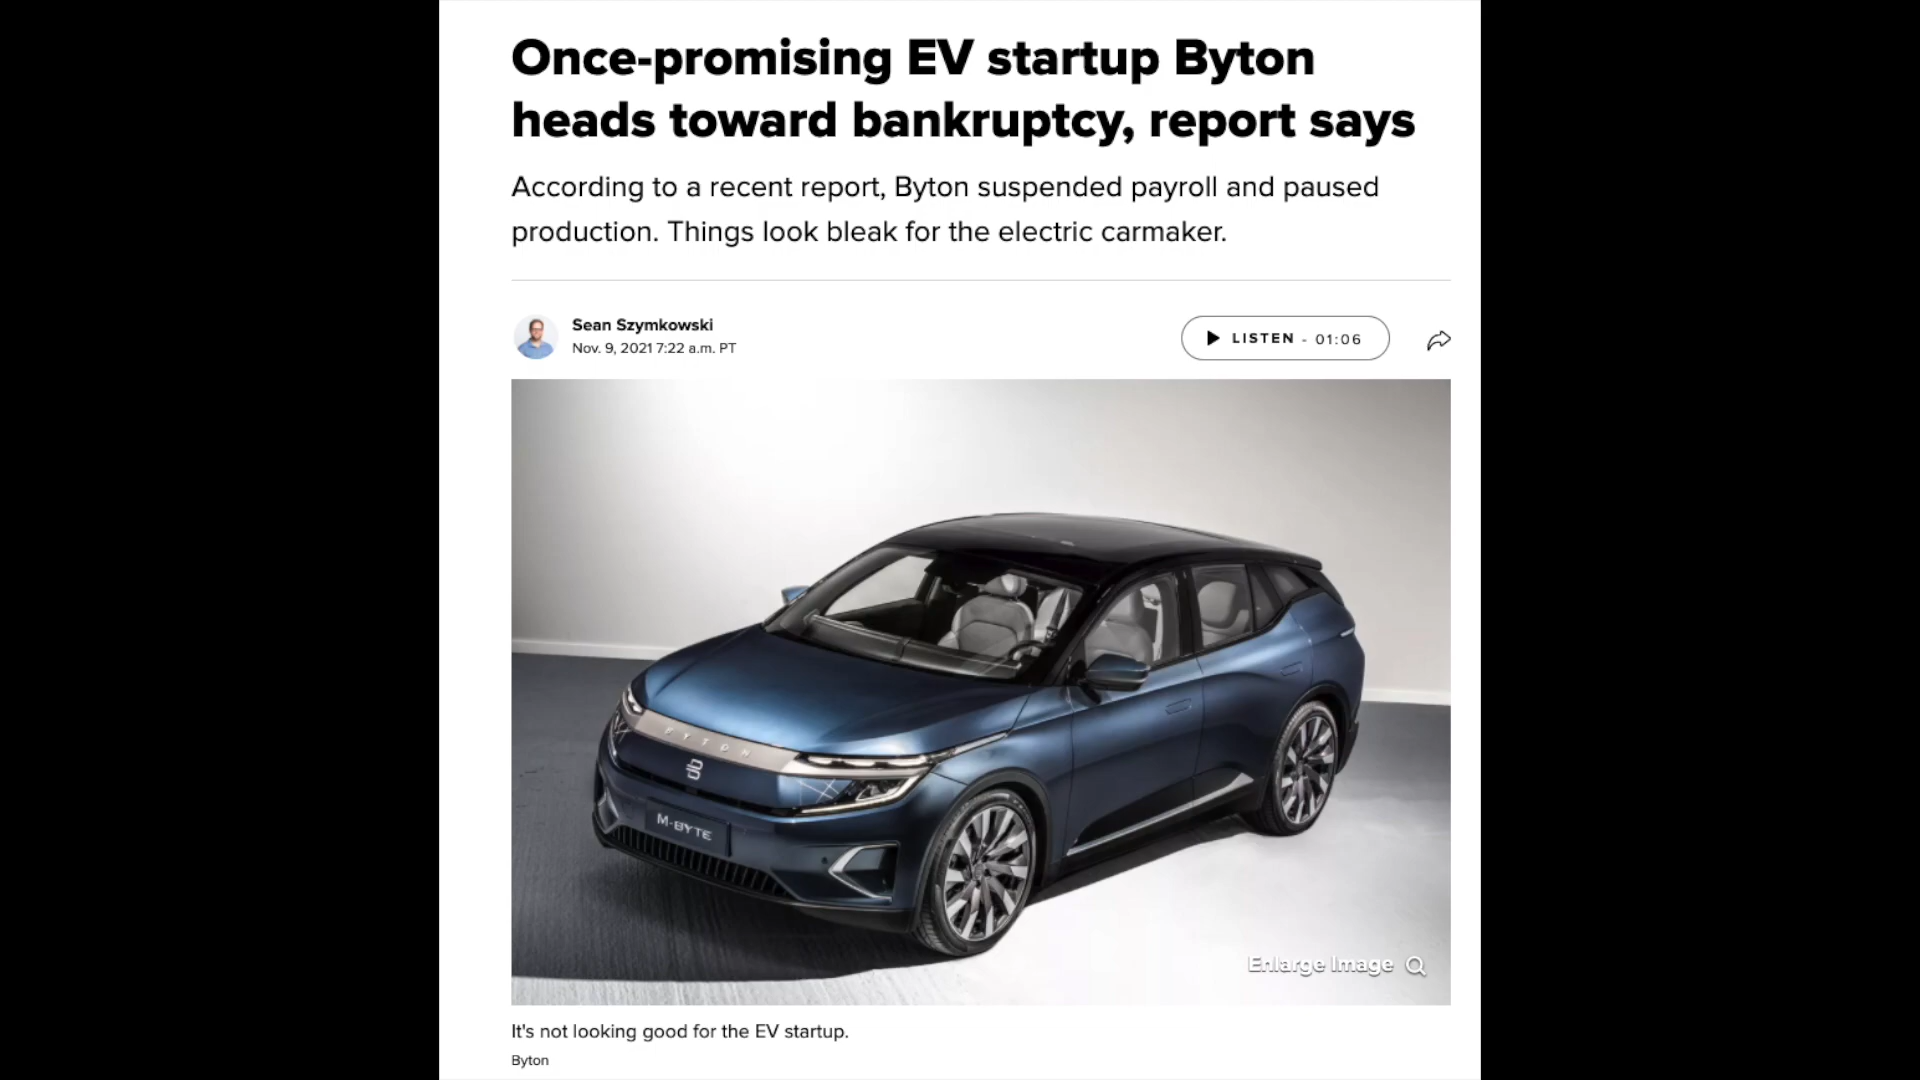 Once-promising EV startup Byton
heads toward bankruptcy, report says
According to a recent report, Byton suspended payroll and paused
production. Things look bleak for the electric carmaker.
Sean Szymkowski
Nov. 9, 2021 7:22 a.m. PT
LISTEN - 01:06
BYTON
M-BYTE
Enlarge Image
It's not looking good for the EV startup.
Byton